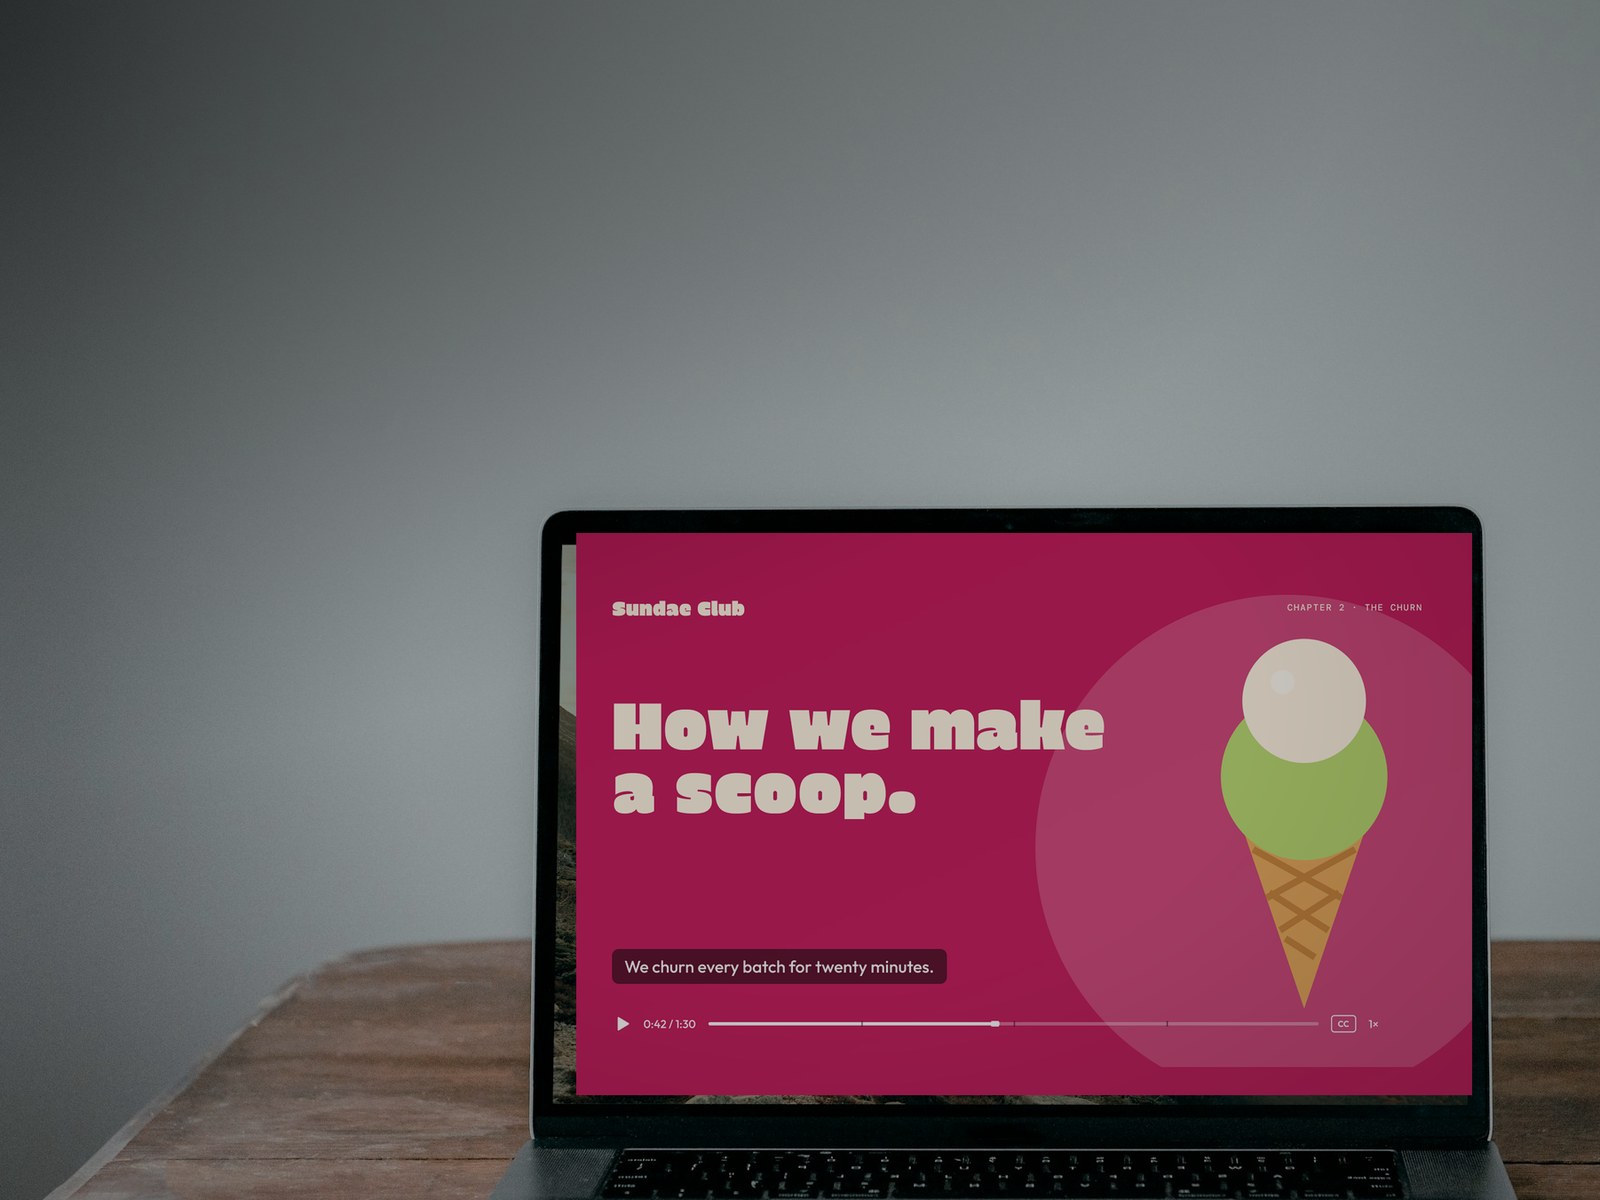 Sundae Club
CHAPTER 2 · THE CHURN
How we make
a scoop.
We churn every batch for twenty minutes.
0:42 / 1:30
CC
1×